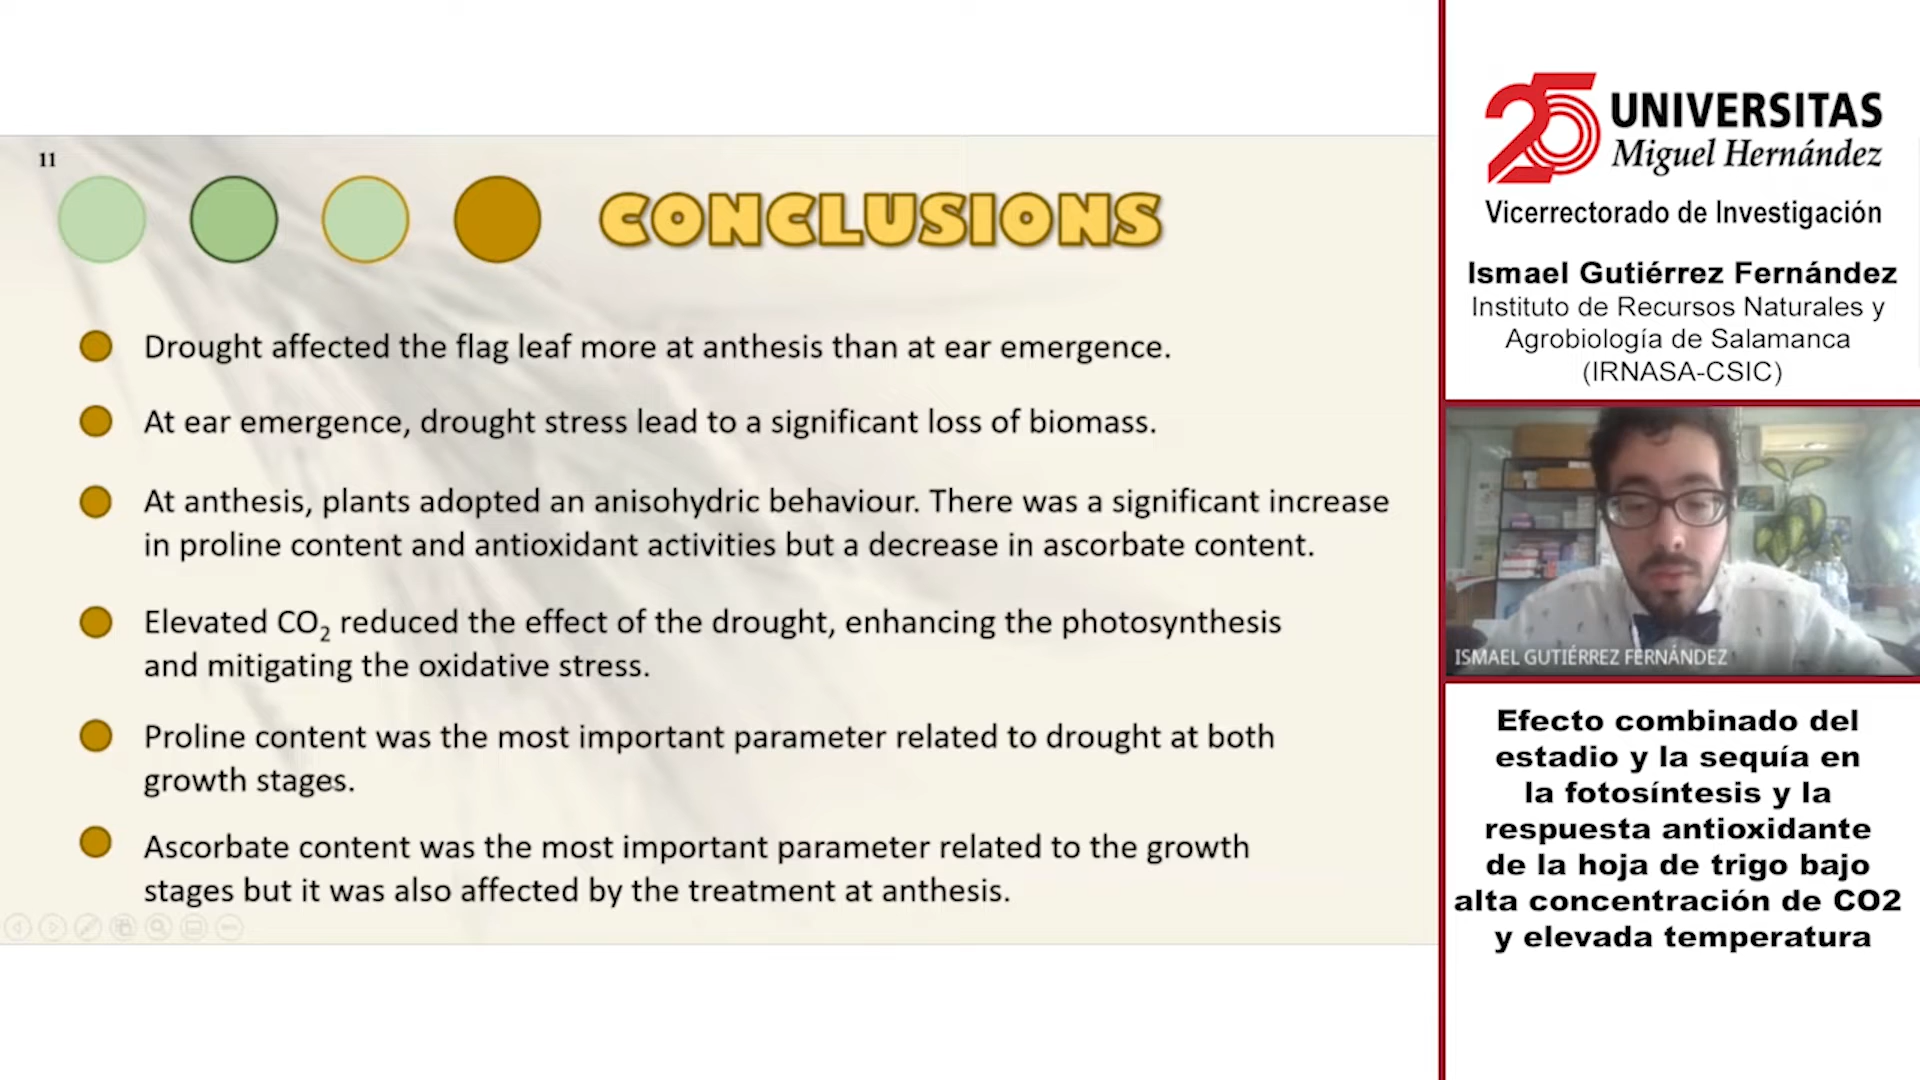 11
CONCLUSIONS
Drought affected the flag leaf more at anthesis than at ear emergence.
At ear emergence, drought stress lead to a significant loss of biomass.
At anthesis, plants adopted an anisohydric behaviour. There was a significant increase
in proline content and antioxidant activities but a decrease in ascorbate content.
Elevated CO₂ reduced the effect of the drought, enhancing the photosynthesis
and mitigating the oxidative stress.
Proline content was the most important parameter related to drought at both
growth stages.
Ascorbate content was the most important parameter related to the growth
stages but it was also affected by the treatment at anthesis.
25 UNIVERSITAS
Miguel Hernández
Vicerrectorado de Investigación
Ismael Gutiérrez Fernández
Instituto de Recursos Naturales y
Agrobiología de Salamanca
(IRNASA-CSIC)
ISMAEL GUTIÉRREZ FERNÁNDEZ
Efecto combinado del
estadio y la sequía en
la fotosíntesis y la
respuesta antioxidante
de la hoja de trigo bajo
alta concentración de CO2
y elevada temperatura